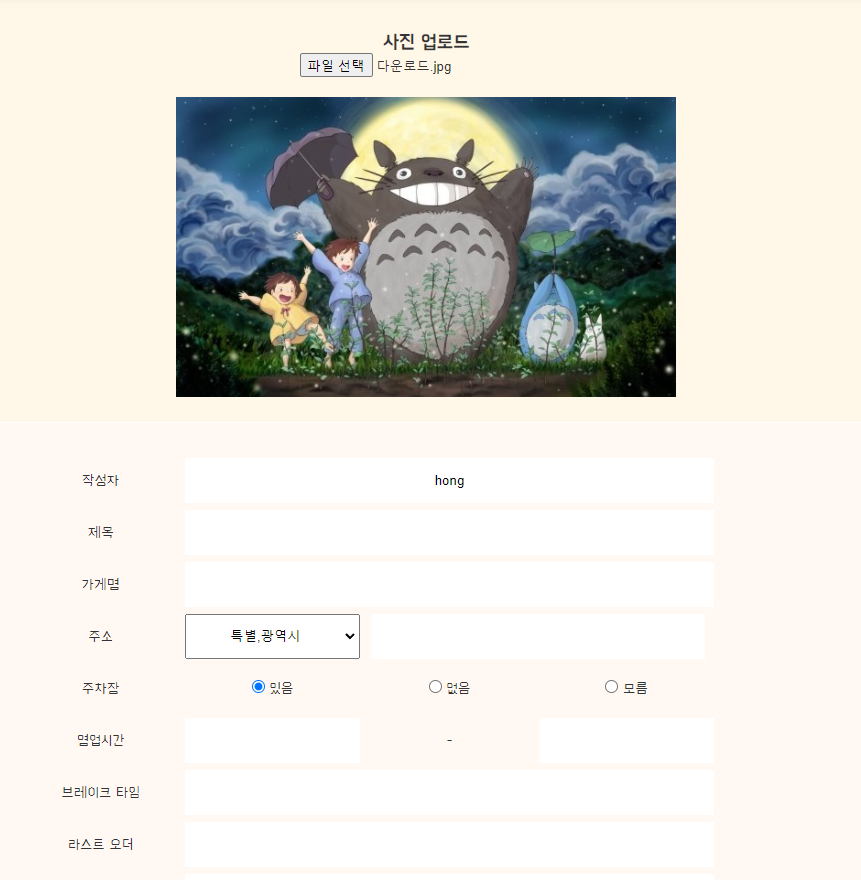 사진 업로드
파일 선택 다운로드.jpg
작성자 hong
제목
가게명
주소 특별,광역시
주차장 있음 없음 모름
영업시간 -
브레이크 타임
라스트 오더